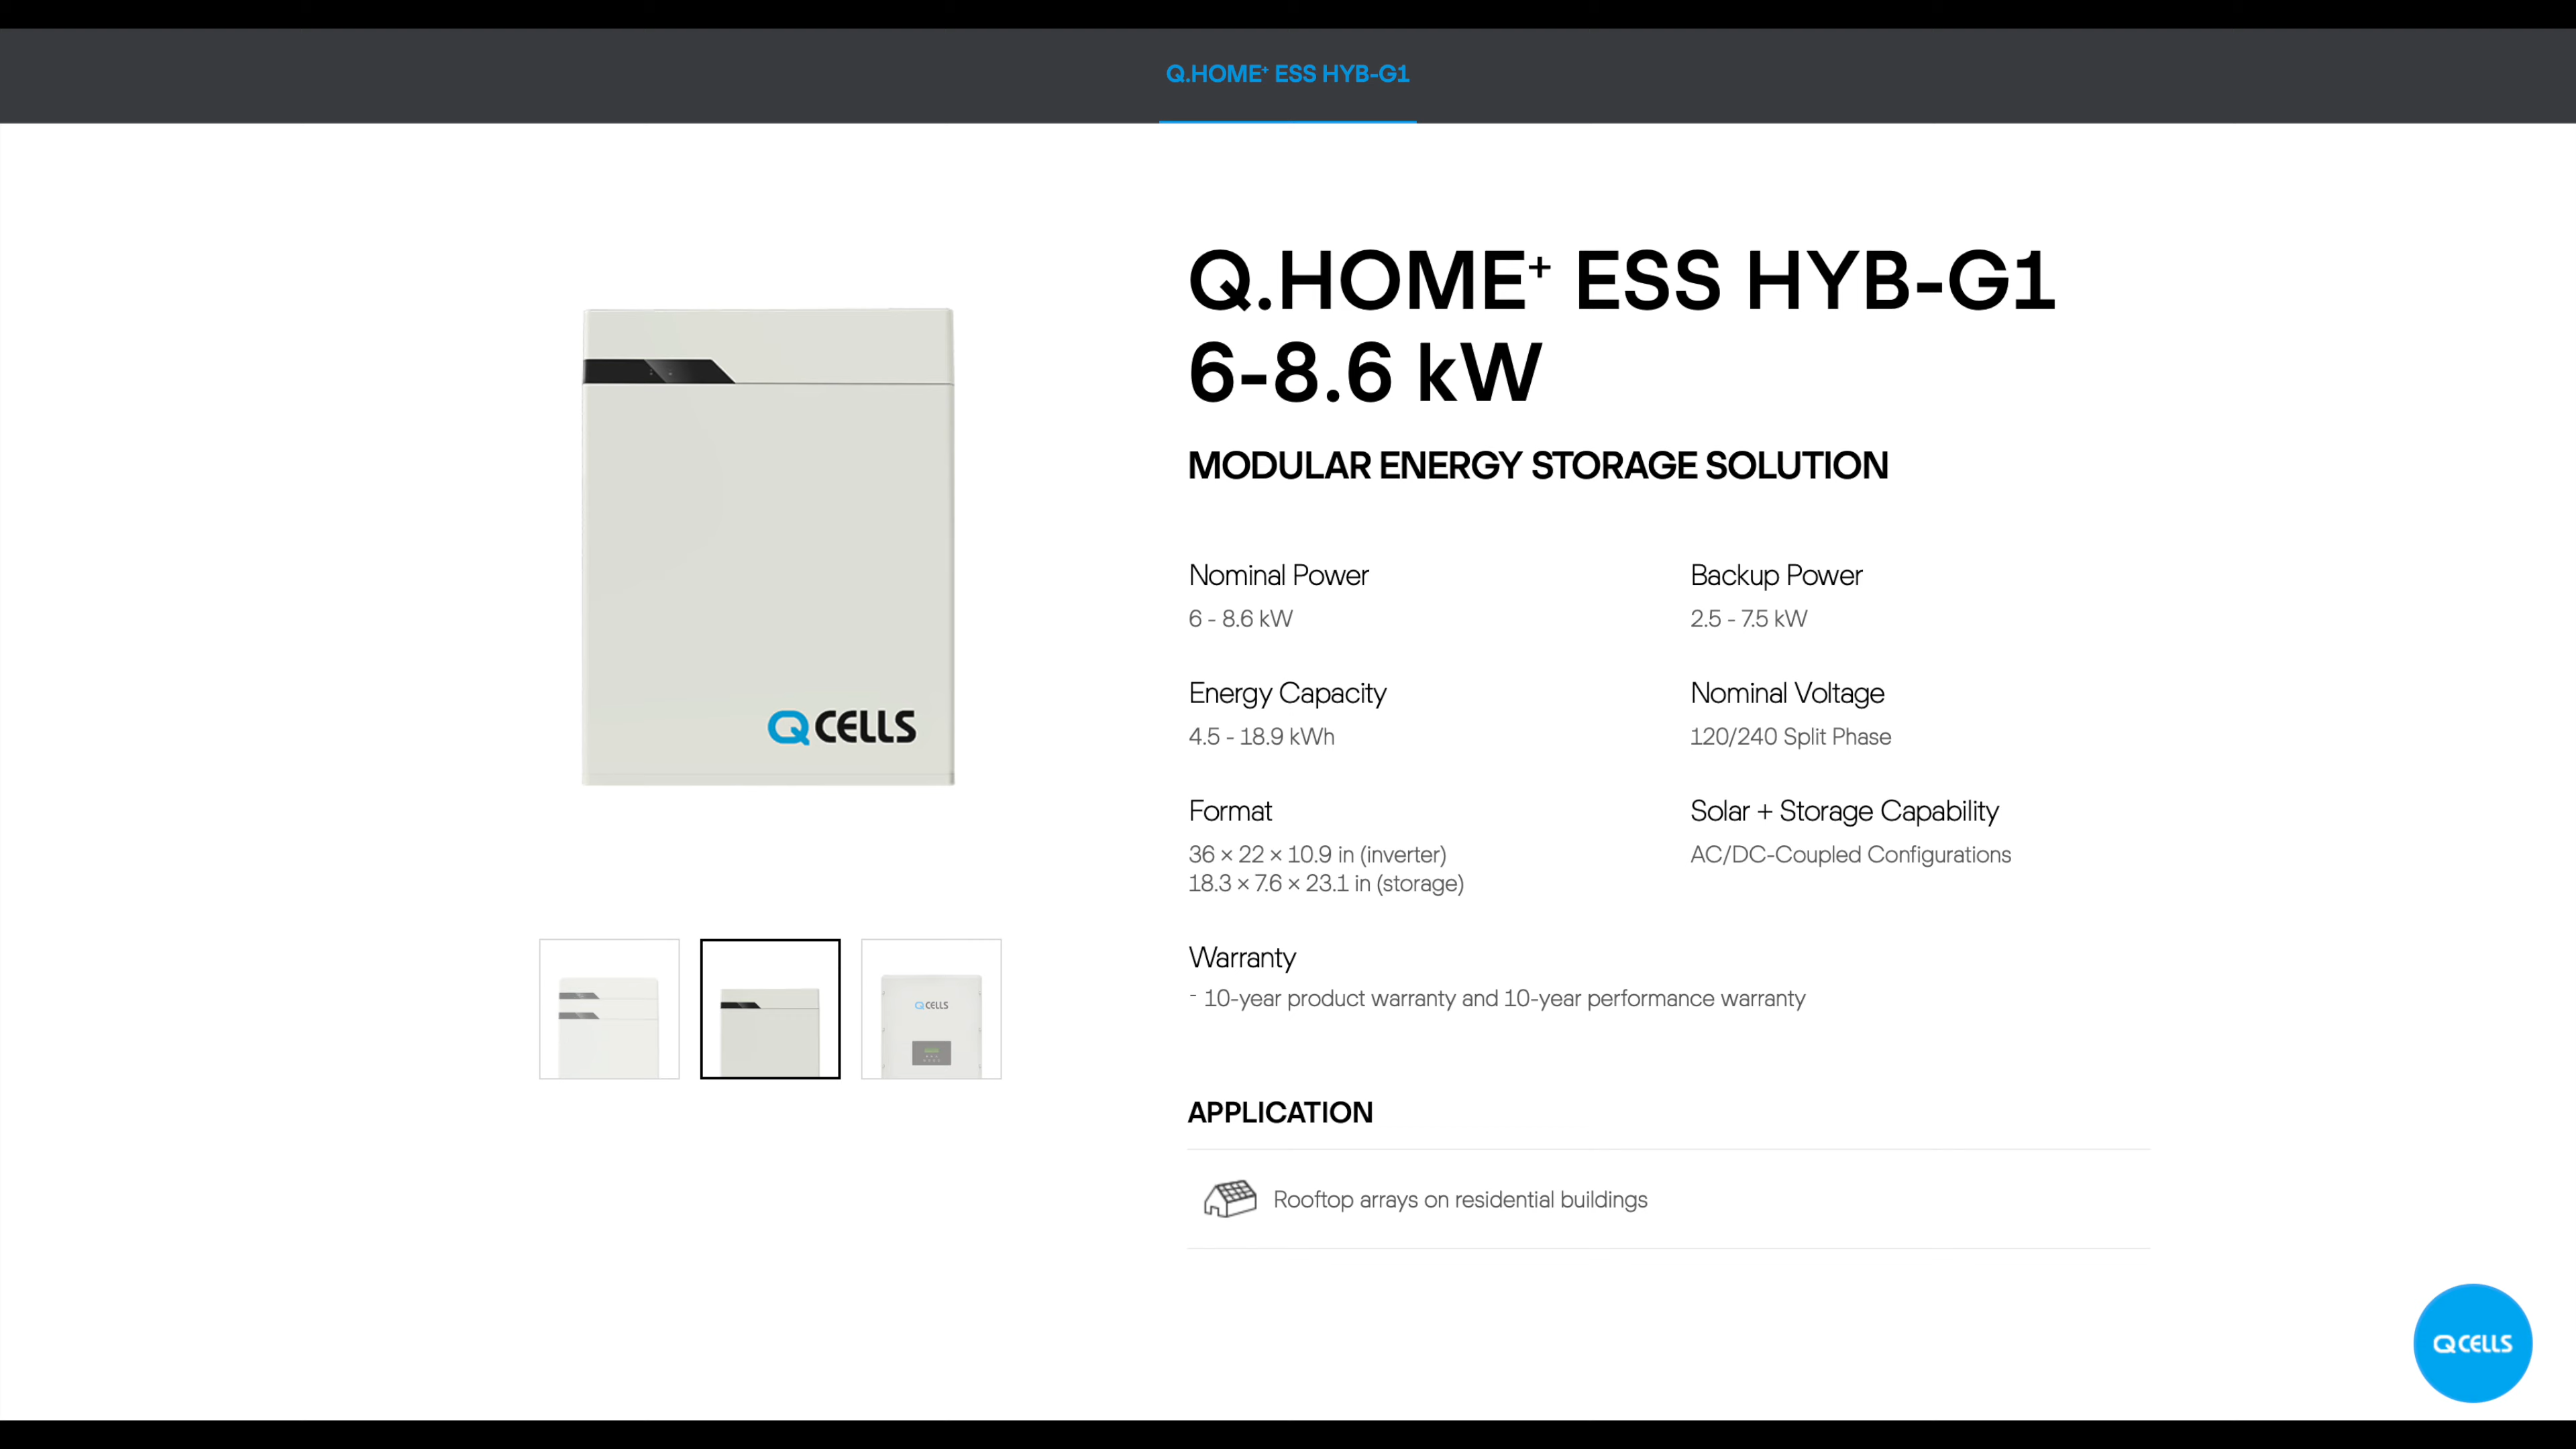 Q.HOME⁺ ESS HYB-G1
Q.HOME⁺ ESS HYB-G1
6-8.6 kW
MODULAR ENERGY STORAGE SOLUTION
Nominal Power
6 - 8.6 kW
Backup Power
2.5 - 7.5 kW
Energy Capacity
4.5 - 18.9 kWh
Nominal Voltage
120/240 Split Phase
Format
36 × 22 × 10.9 in (inverter)
18.3 × 7.6 × 23.1 in (storage)
Solar + Storage Capability
AC/DC-Coupled Configurations
Warranty
- 10-year product warranty and 10-year performance warranty
APPLICATION
Rooftop arrays on residential buildings
Q CELLS
Q CELLS
Q CELLS